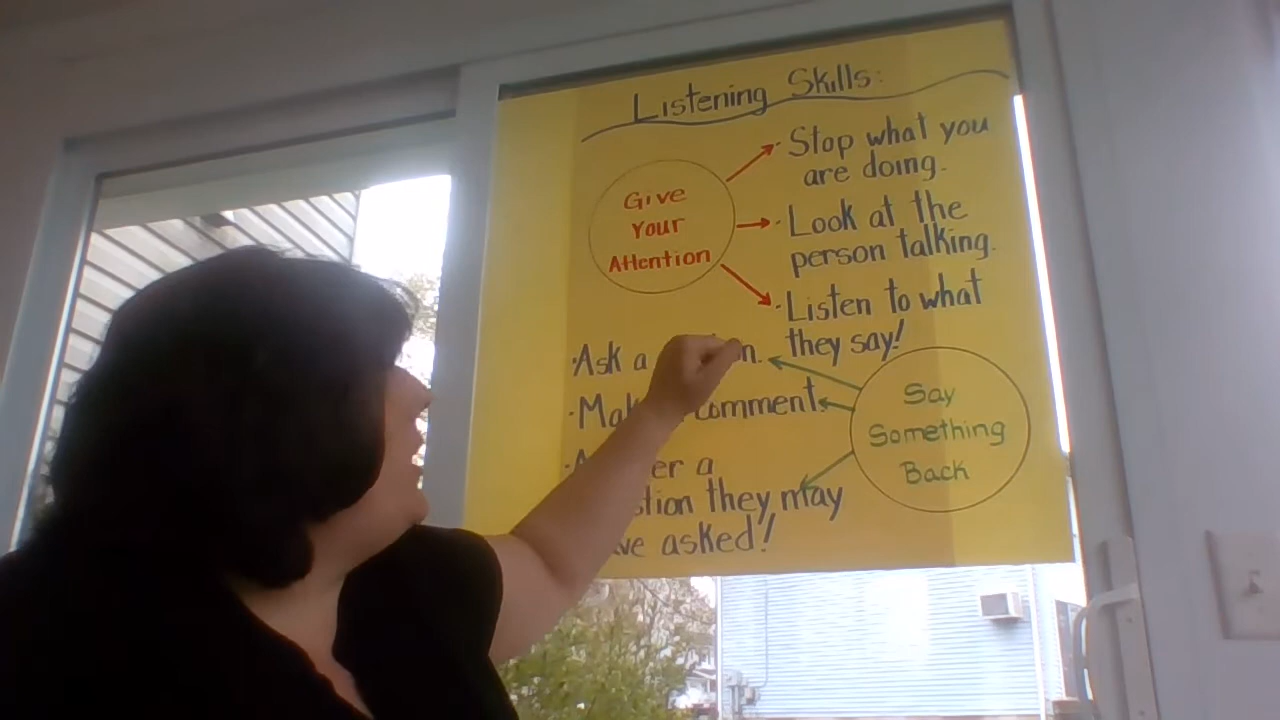 Listening Skills:
Give
Your
Attention
· Stop what you
are doing.
· Look at the
person talking.
· Listen to what
they say!
· Ask a
·            comment.
a
they may
asked!
Say
Something
Back